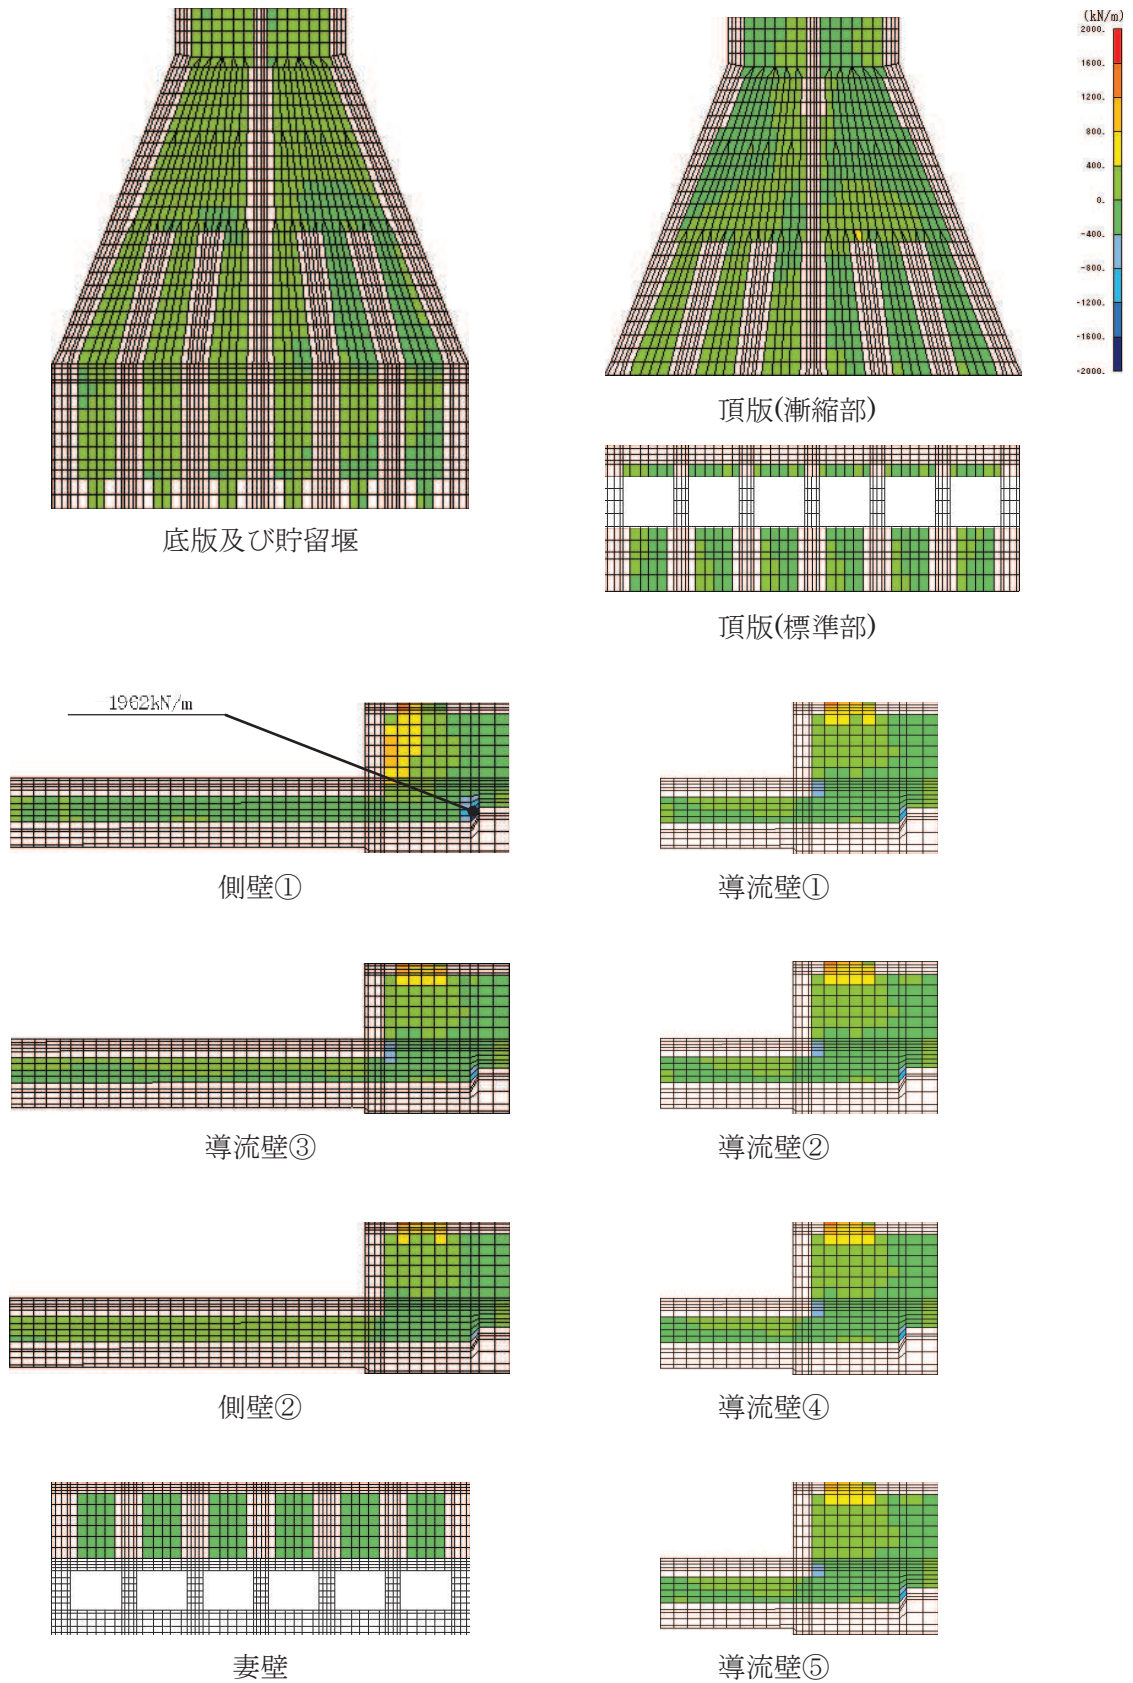 (kN/m)
2000.
1600.
1200.
800.
400.
0.
-400.
-800.
-1200.
-1600.
-2000.
頂版(漸縮部)
底版及び貯留堰
頂版(標準部)
1962kN/m
側壁①
導流壁①
導流壁③
導流壁②
側壁②
導流壁④
妻壁
導流壁⑤